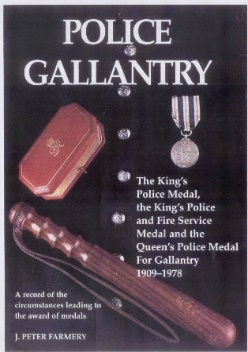 POLICE
GALLANTRY
The King's
Police Medal,
the King's Police
and Fire Service
Medal and the
Queen's Police Medal
For Gallantry
1909–1978
A record of the
circumstances leading to
the award of medals
J. PETER FARMERY